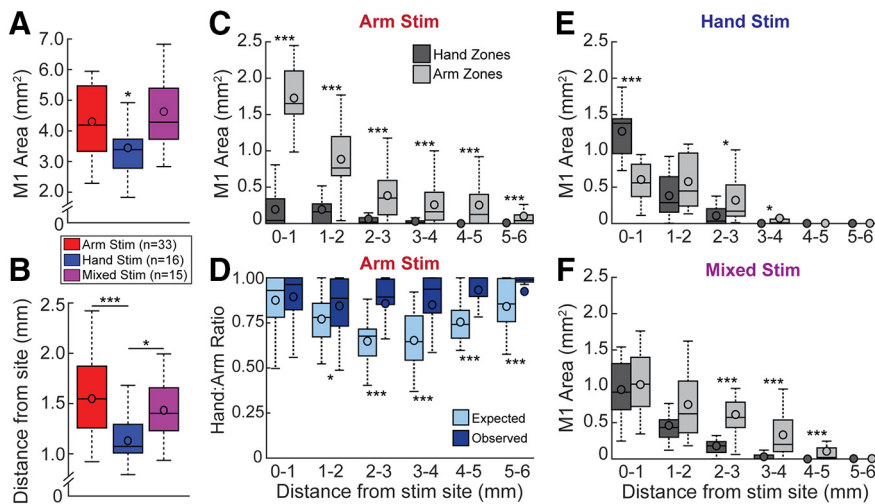 A
M1 Area (mm²)
7.0
6.0
5.0
4.0
3.0
2.0
0
*
Arm Stim (n=33)
Hand Stim (n=16)
Mixed Stim (n=15)
B
Distance from site (mm)
2.5
2.0
1.5
1.0
0
***
*
C
Arm Stim
M1 Area (mm²)
2.5
2.0
1.5
1.0
0.5
0
***
***
***
***
***
***
Hand Zones
Arm Zones
0-1 1-2 2-3 3-4 4-5 5-6
D
Arm Stim
Hand:Arm Ratio
1.00
0.75
0.50
0.25
0
*
***
***
***
***
Expected
Observed
0-1 1-2 2-3 3-4 4-5 5-6
Distance from stim site (mm)
E
Hand Stim
M1 Area (mm²)
2.5
2.0
1.5
1.0
0.5
0
***
*
*
0-1 1-2 2-3 3-4 4-5 5-6
F
Mixed Stim
M1 Area (mm²)
2.5
2.0
1.5
1.0
0.5
0
***
***
***
0-1 1-2 2-3 3-4 4-5 5-6
Distance from stim site (mm)